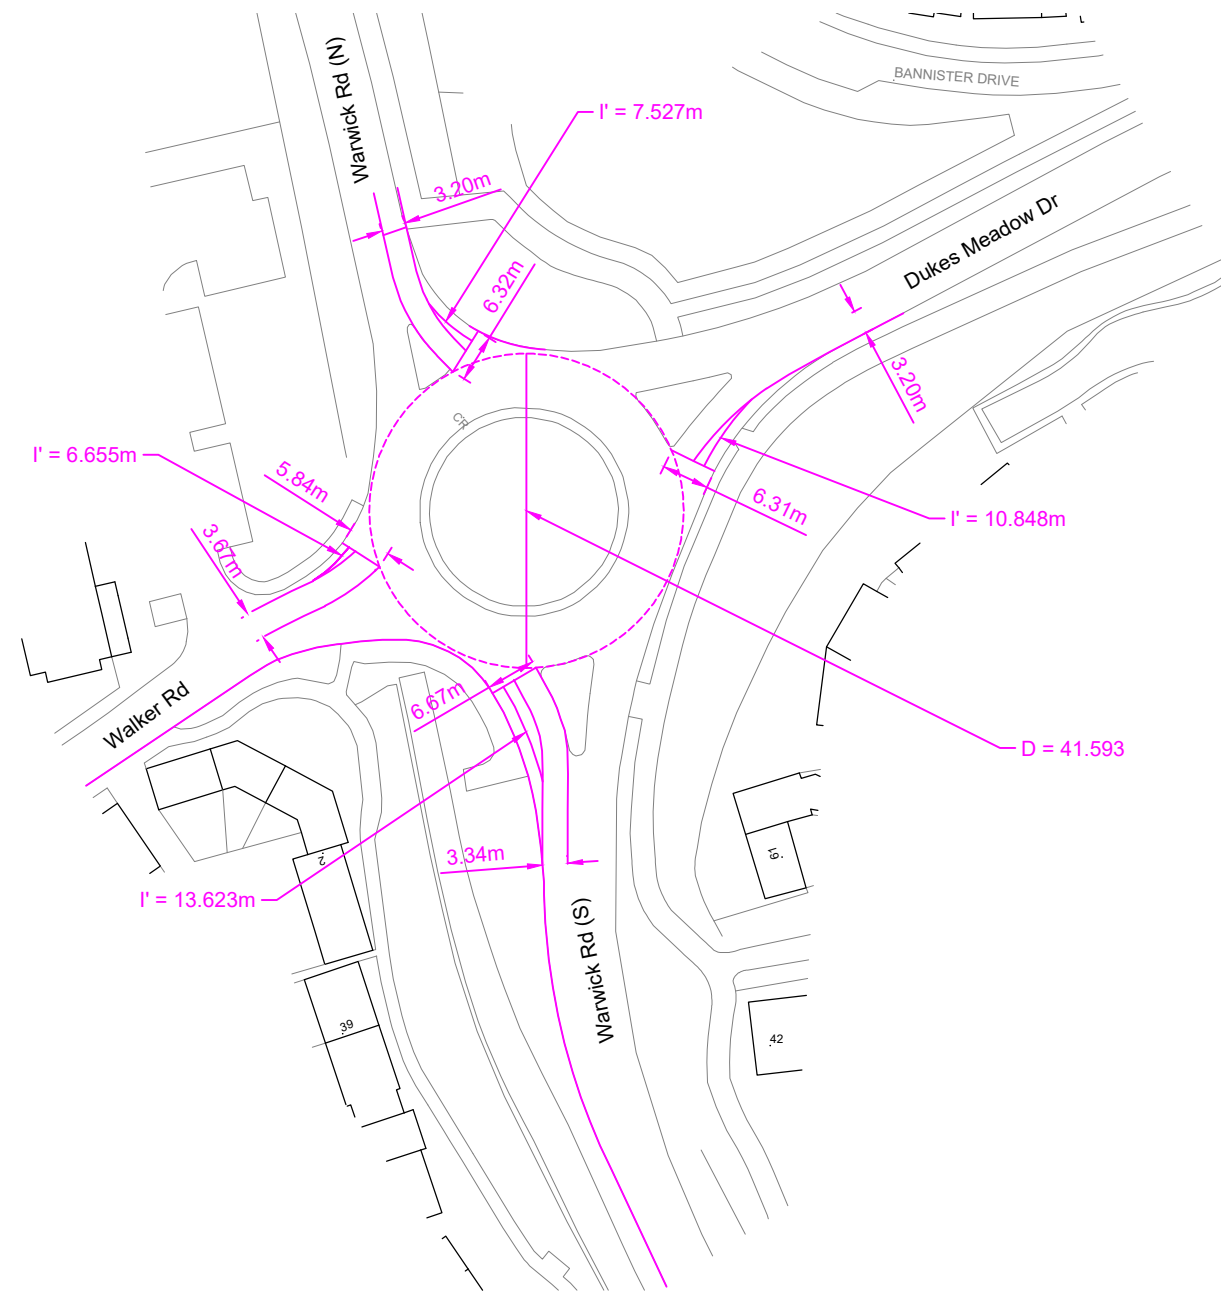 BANNISTER DRIVE
Warwick Rd (N)
I' = 7.527m
3.20m
6.32m
Dukes Meadow Dr
3.20m
I' = 6.655m
5.84m
3.67m
6.31m
I' = 10.848m
6.67m
Walker Rd
D = 41.593
3.34m
2
61
I' = 13.623m
Warwick Rd (S)
39
42